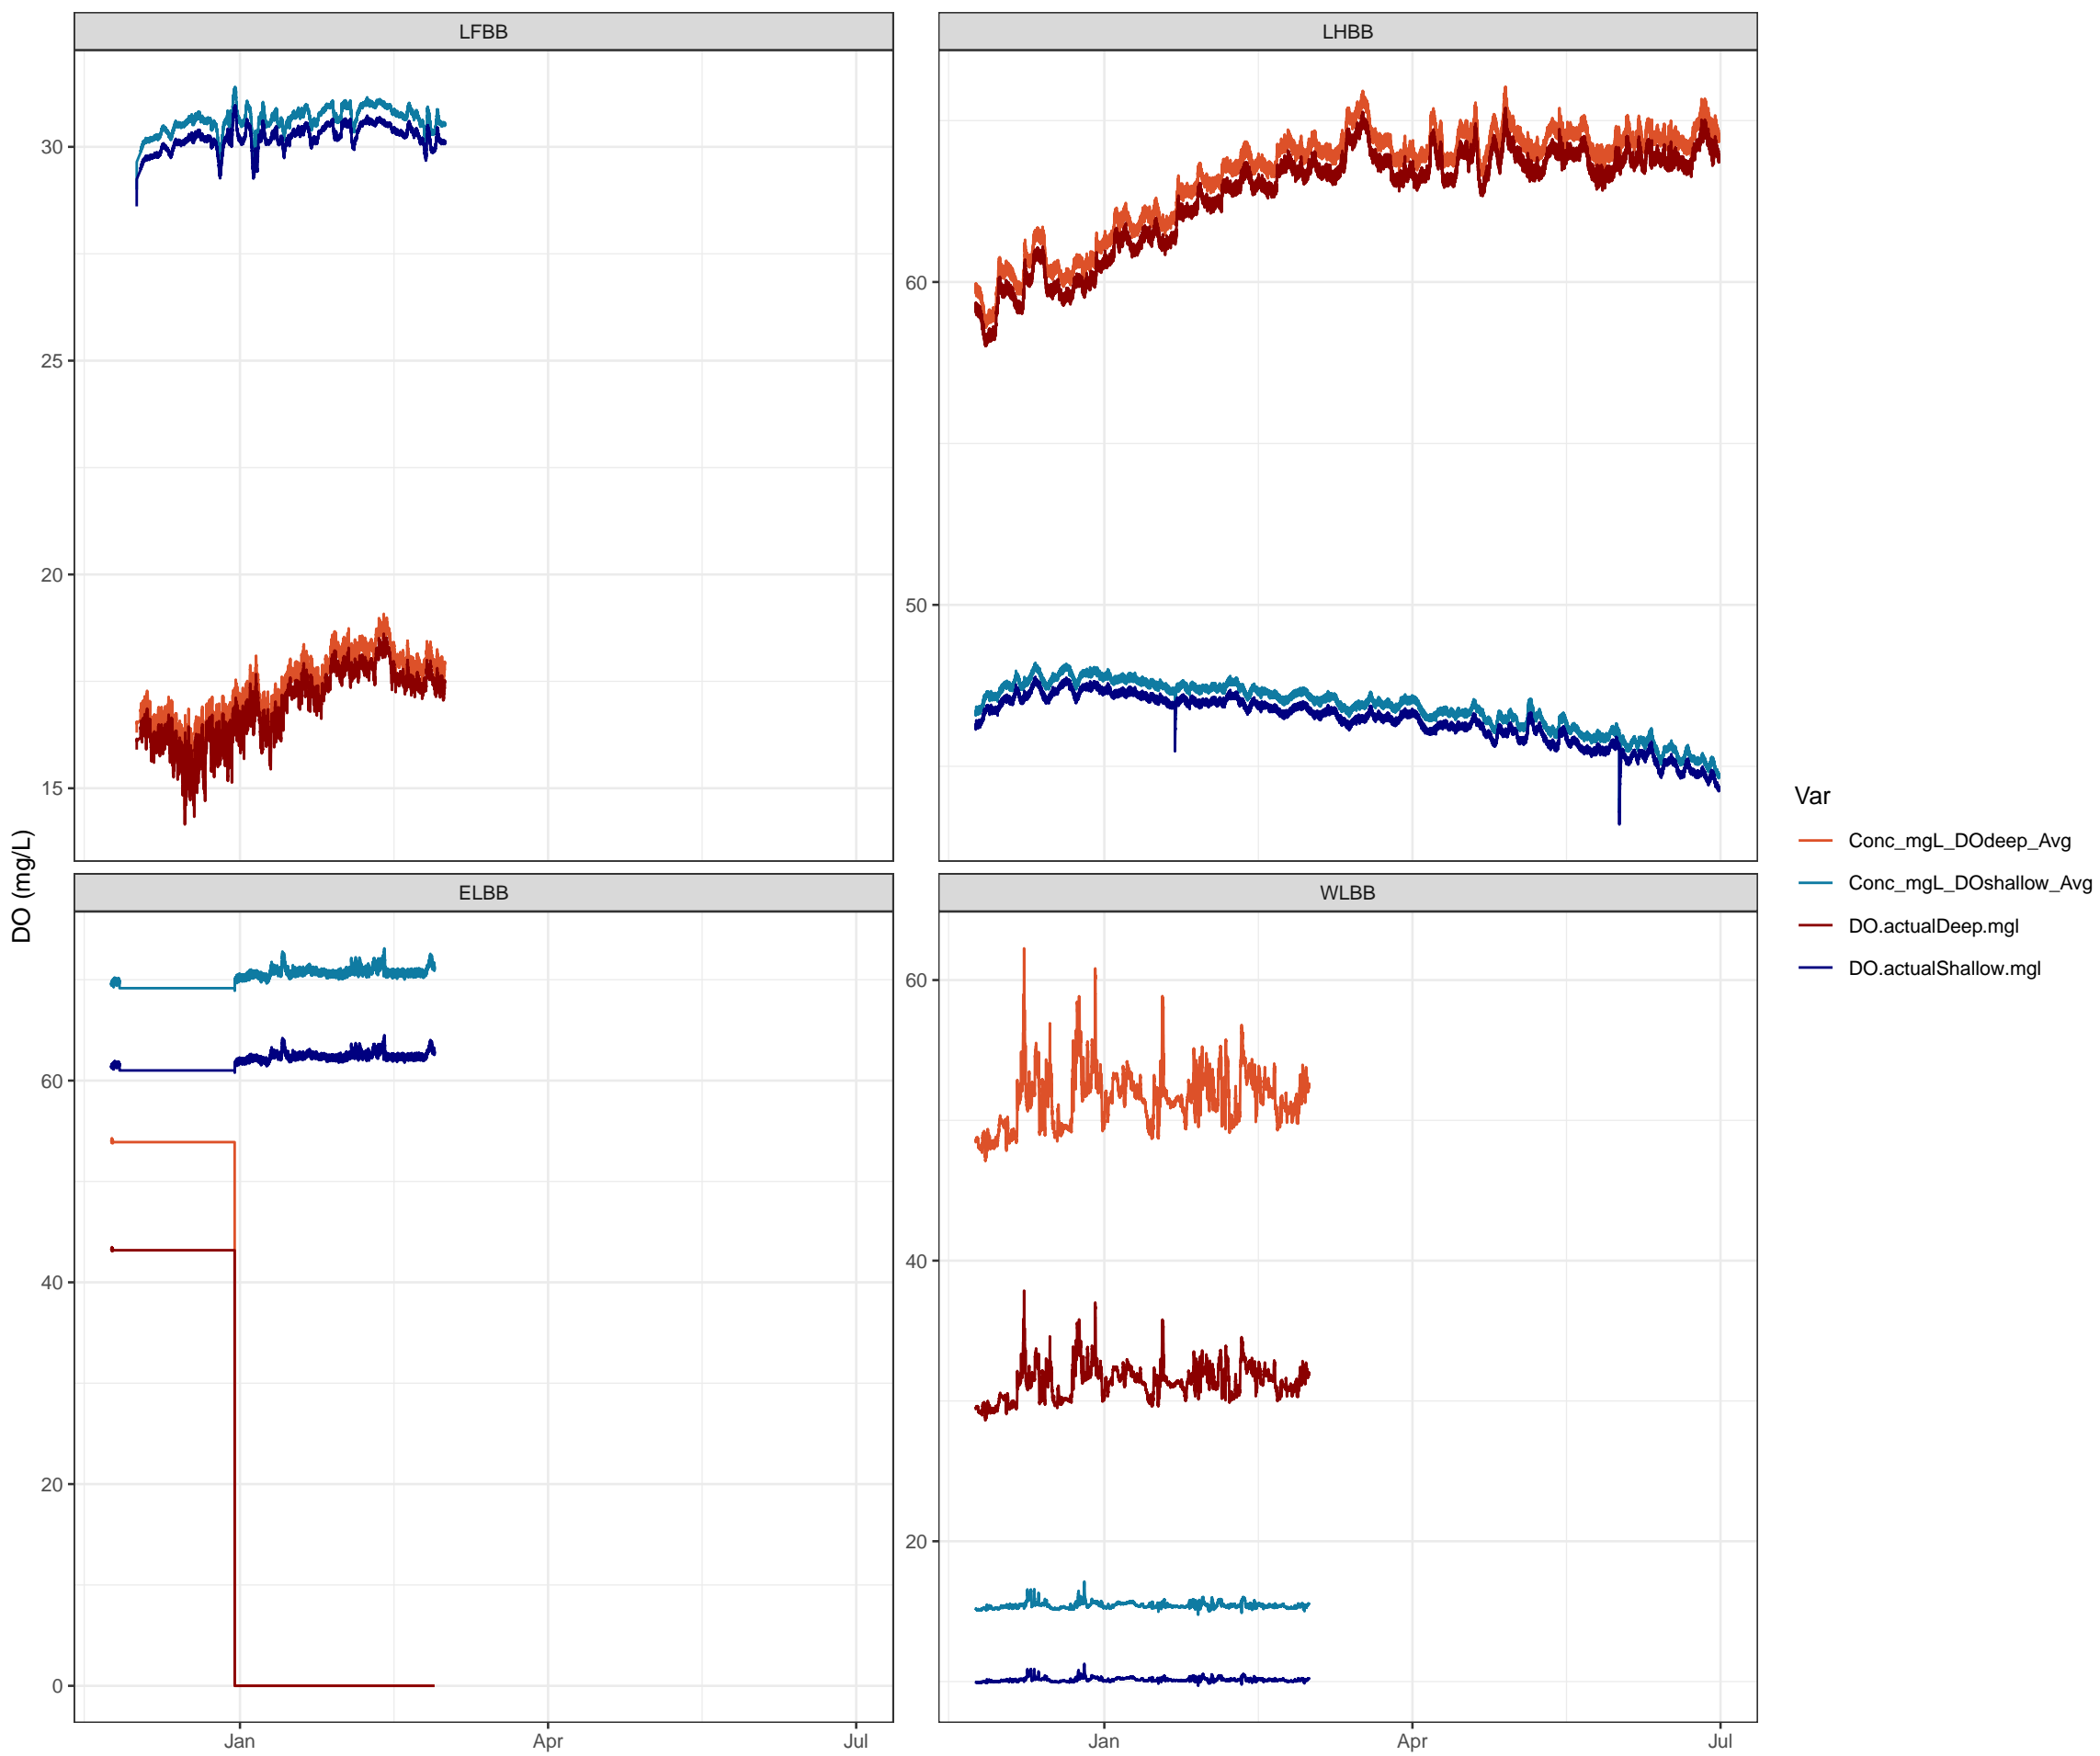 LFBB
LHBB
30
25
20
15
60
50
ELBB
WLBB
60
40
20
0
60
40
20
DO (mg/L)
Jan
Apr
Jul
Jan
Apr
Jul
Var
Conc_mgL_DOdeep_Avg
Conc_mgL_DOshallow_Avg
DO.actualDeep.mgl
DO.actualShallow.mgl